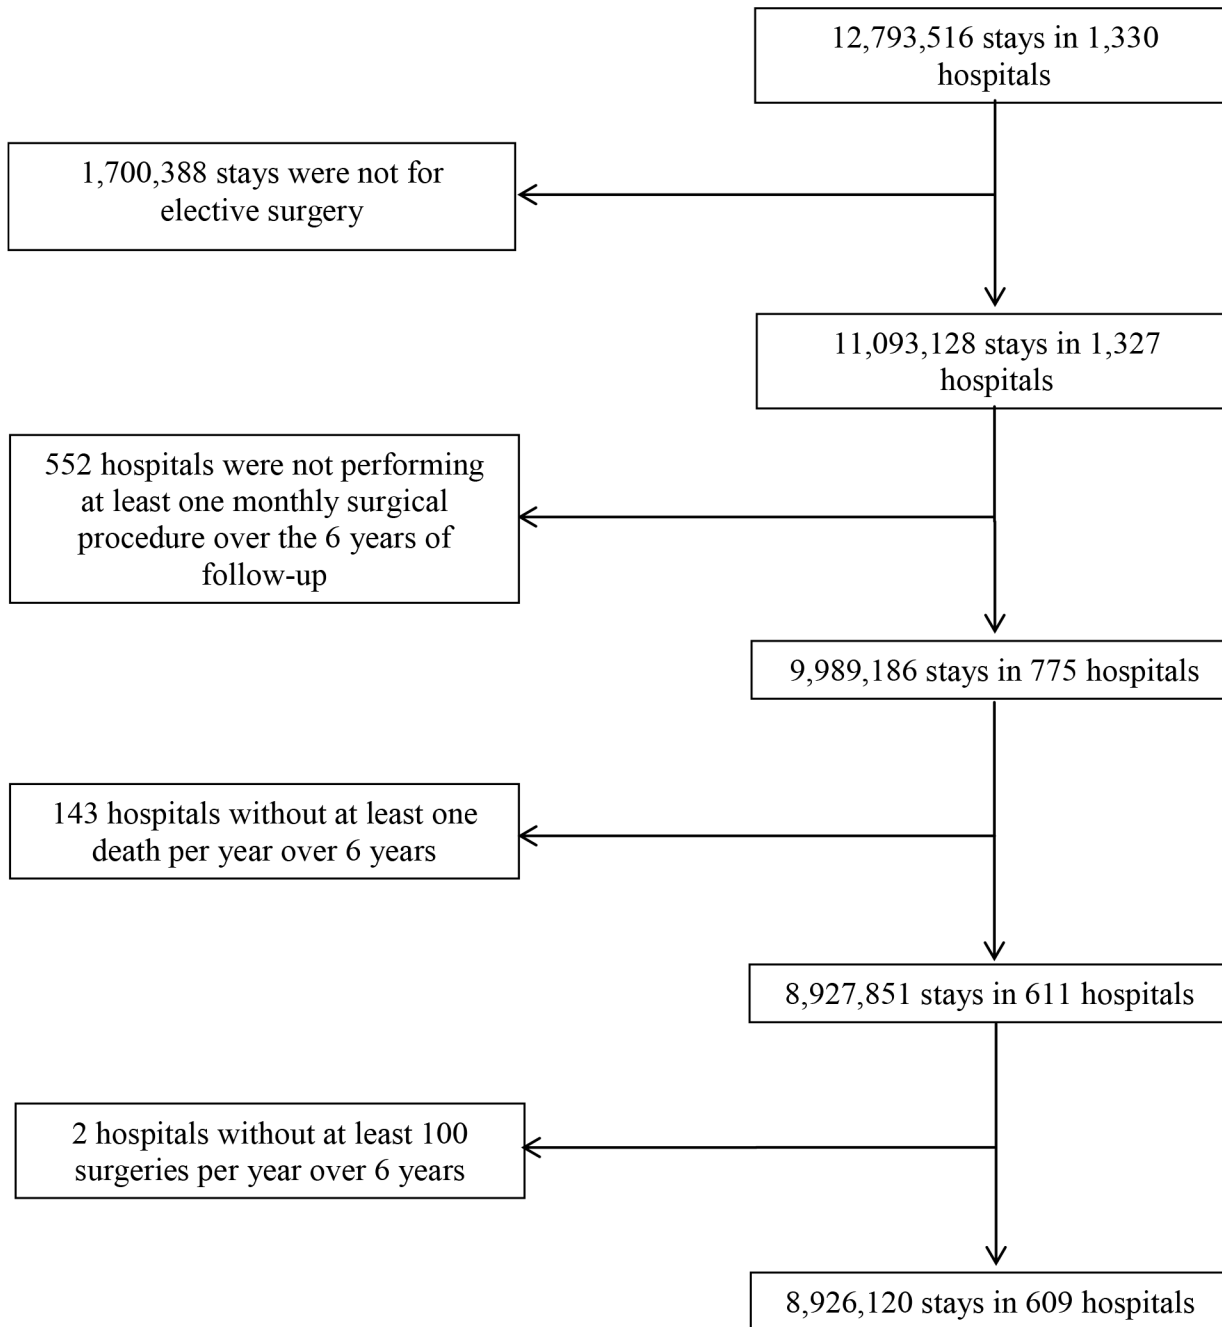 12,793,516 stays in 1,330
hospitals
1,700,388 stays were not for
elective surgery
11,093,128 stays in 1,327
hospitals
552 hospitals were not performing
at least one monthly surgical
procedure over the 6 years of
follow-up
9,989,186 stays in 775 hospitals
143 hospitals without at least one
death per year over 6 years
8,927,851 stays in 611 hospitals
2 hospitals without at least 100
surgeries per year over 6 years
8,926,120 stays in 609 hospitals